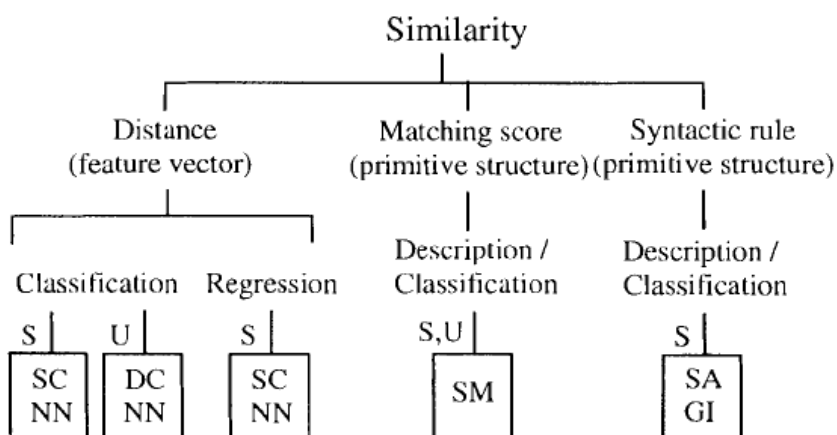 Similarity
Distance Matching score Syntactic rule
(feature vector) (primitive structure) (primitive structure)
Description / Description /
Classification Regression Classification Classification
S U S S,U S
SC DC SC SM SA
NN NN NN GI